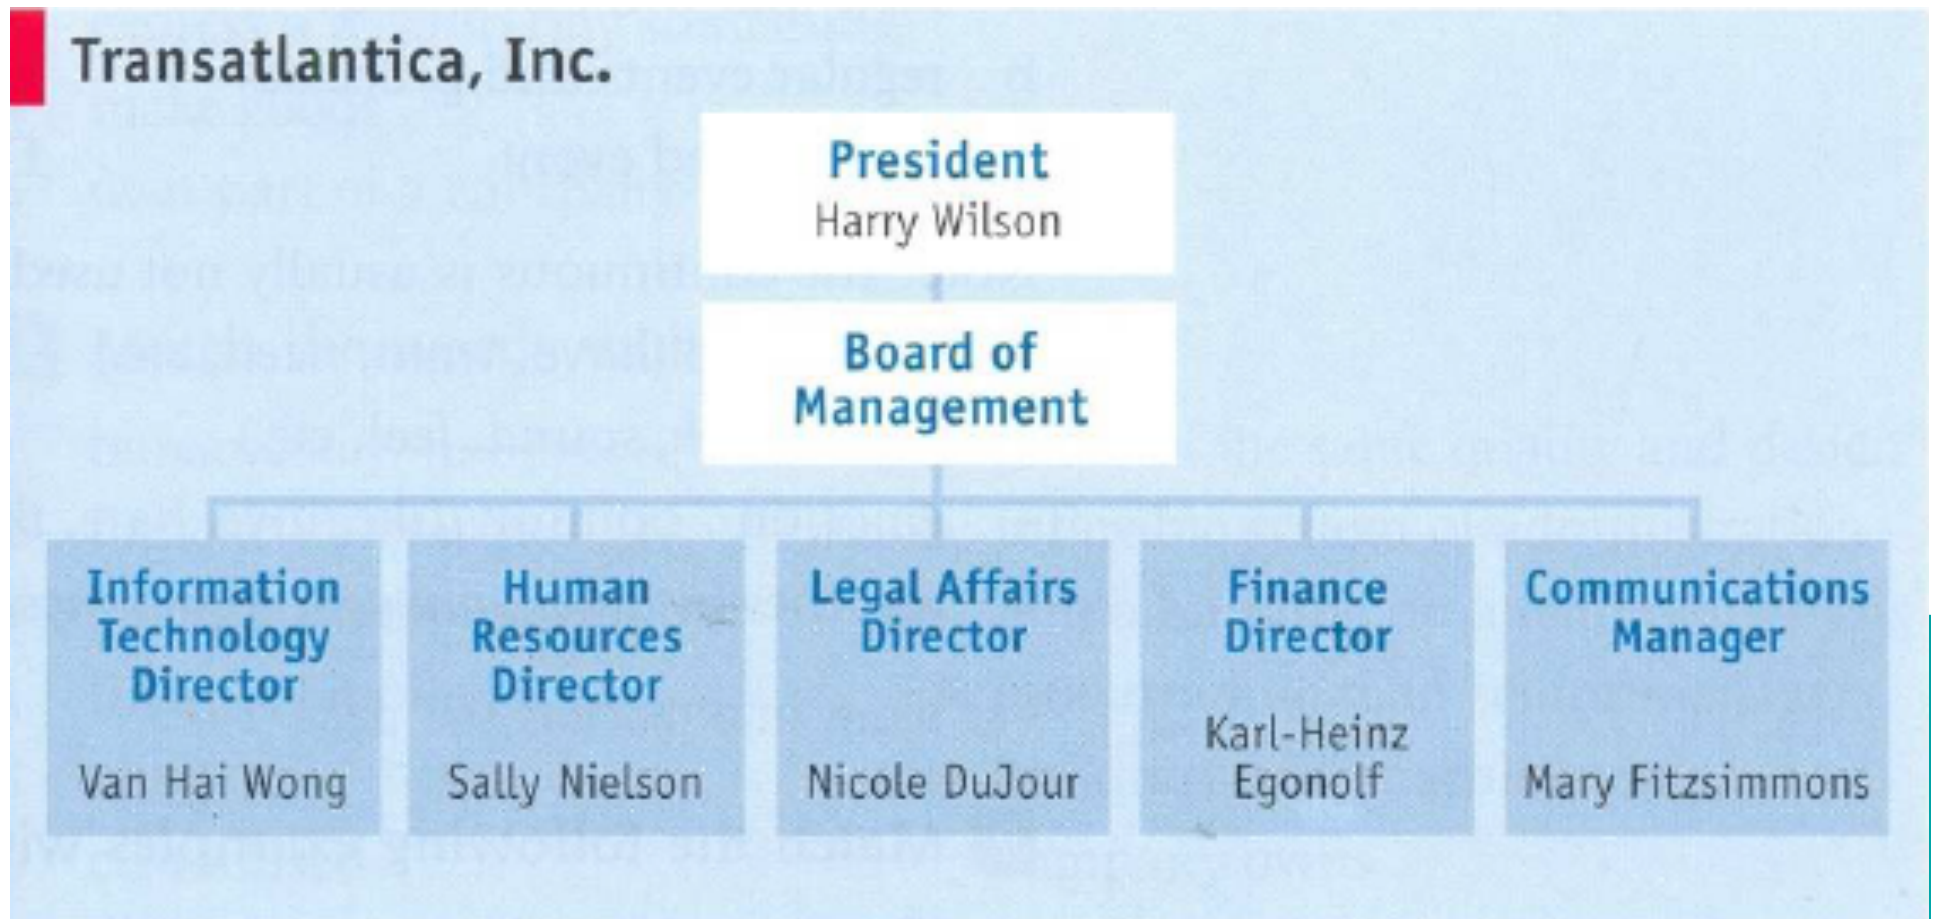 Transatlantica, Inc.
President
Harry Wilson
Board of
Management
Information
Technology
Director
Van Hai Wong
Human
Resources
Director
Sally Nielson
Legal Affairs
Director
Nicole DuJour
Finance
Director
Karl-Heinz
Egonolf
Communications
Manager
Mary Fitzsimmons